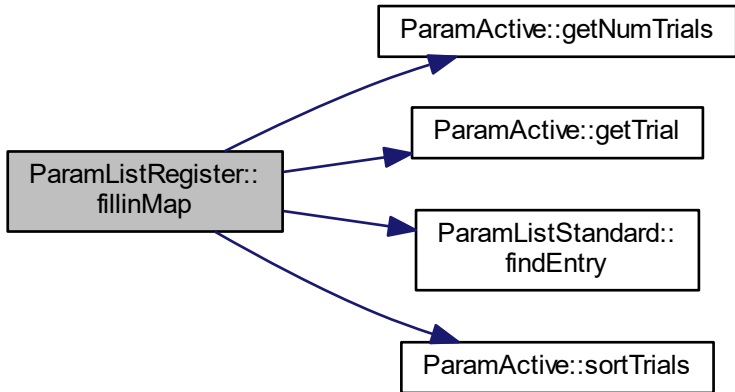 ParamListRegister::
fillinMap
ParamActive::getNumTrials
ParamActive::getTrial
ParamListStandard::
findEntry
ParamActive::sortTrials